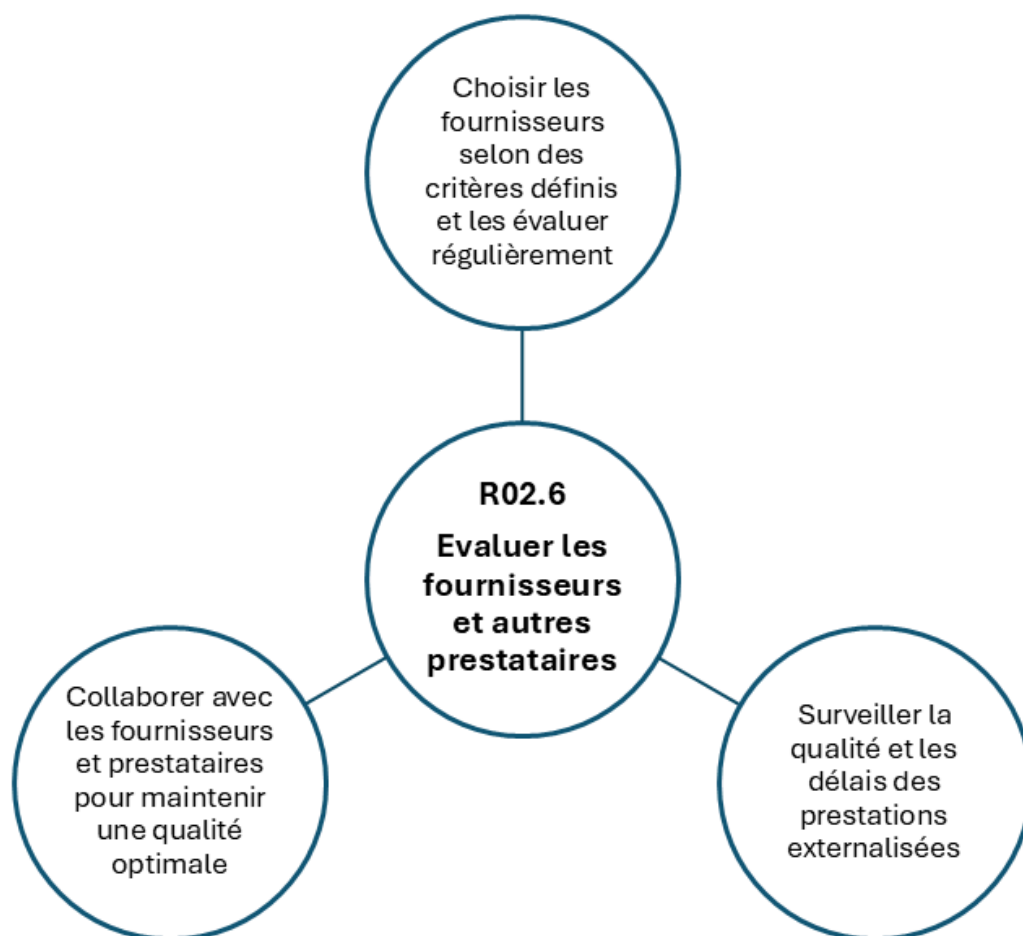 Choisir les
fournisseurs
selon des
critères définis
et les évaluer
régulièrement
R02.6
Evaluer les
fournisseurs
et autres
prestataires
Collaborer avec
les fournisseurs
et prestataires
pour maintenir
une qualité
optimale
Surveiller la
qualité et les
délais des
prestations
externalisées